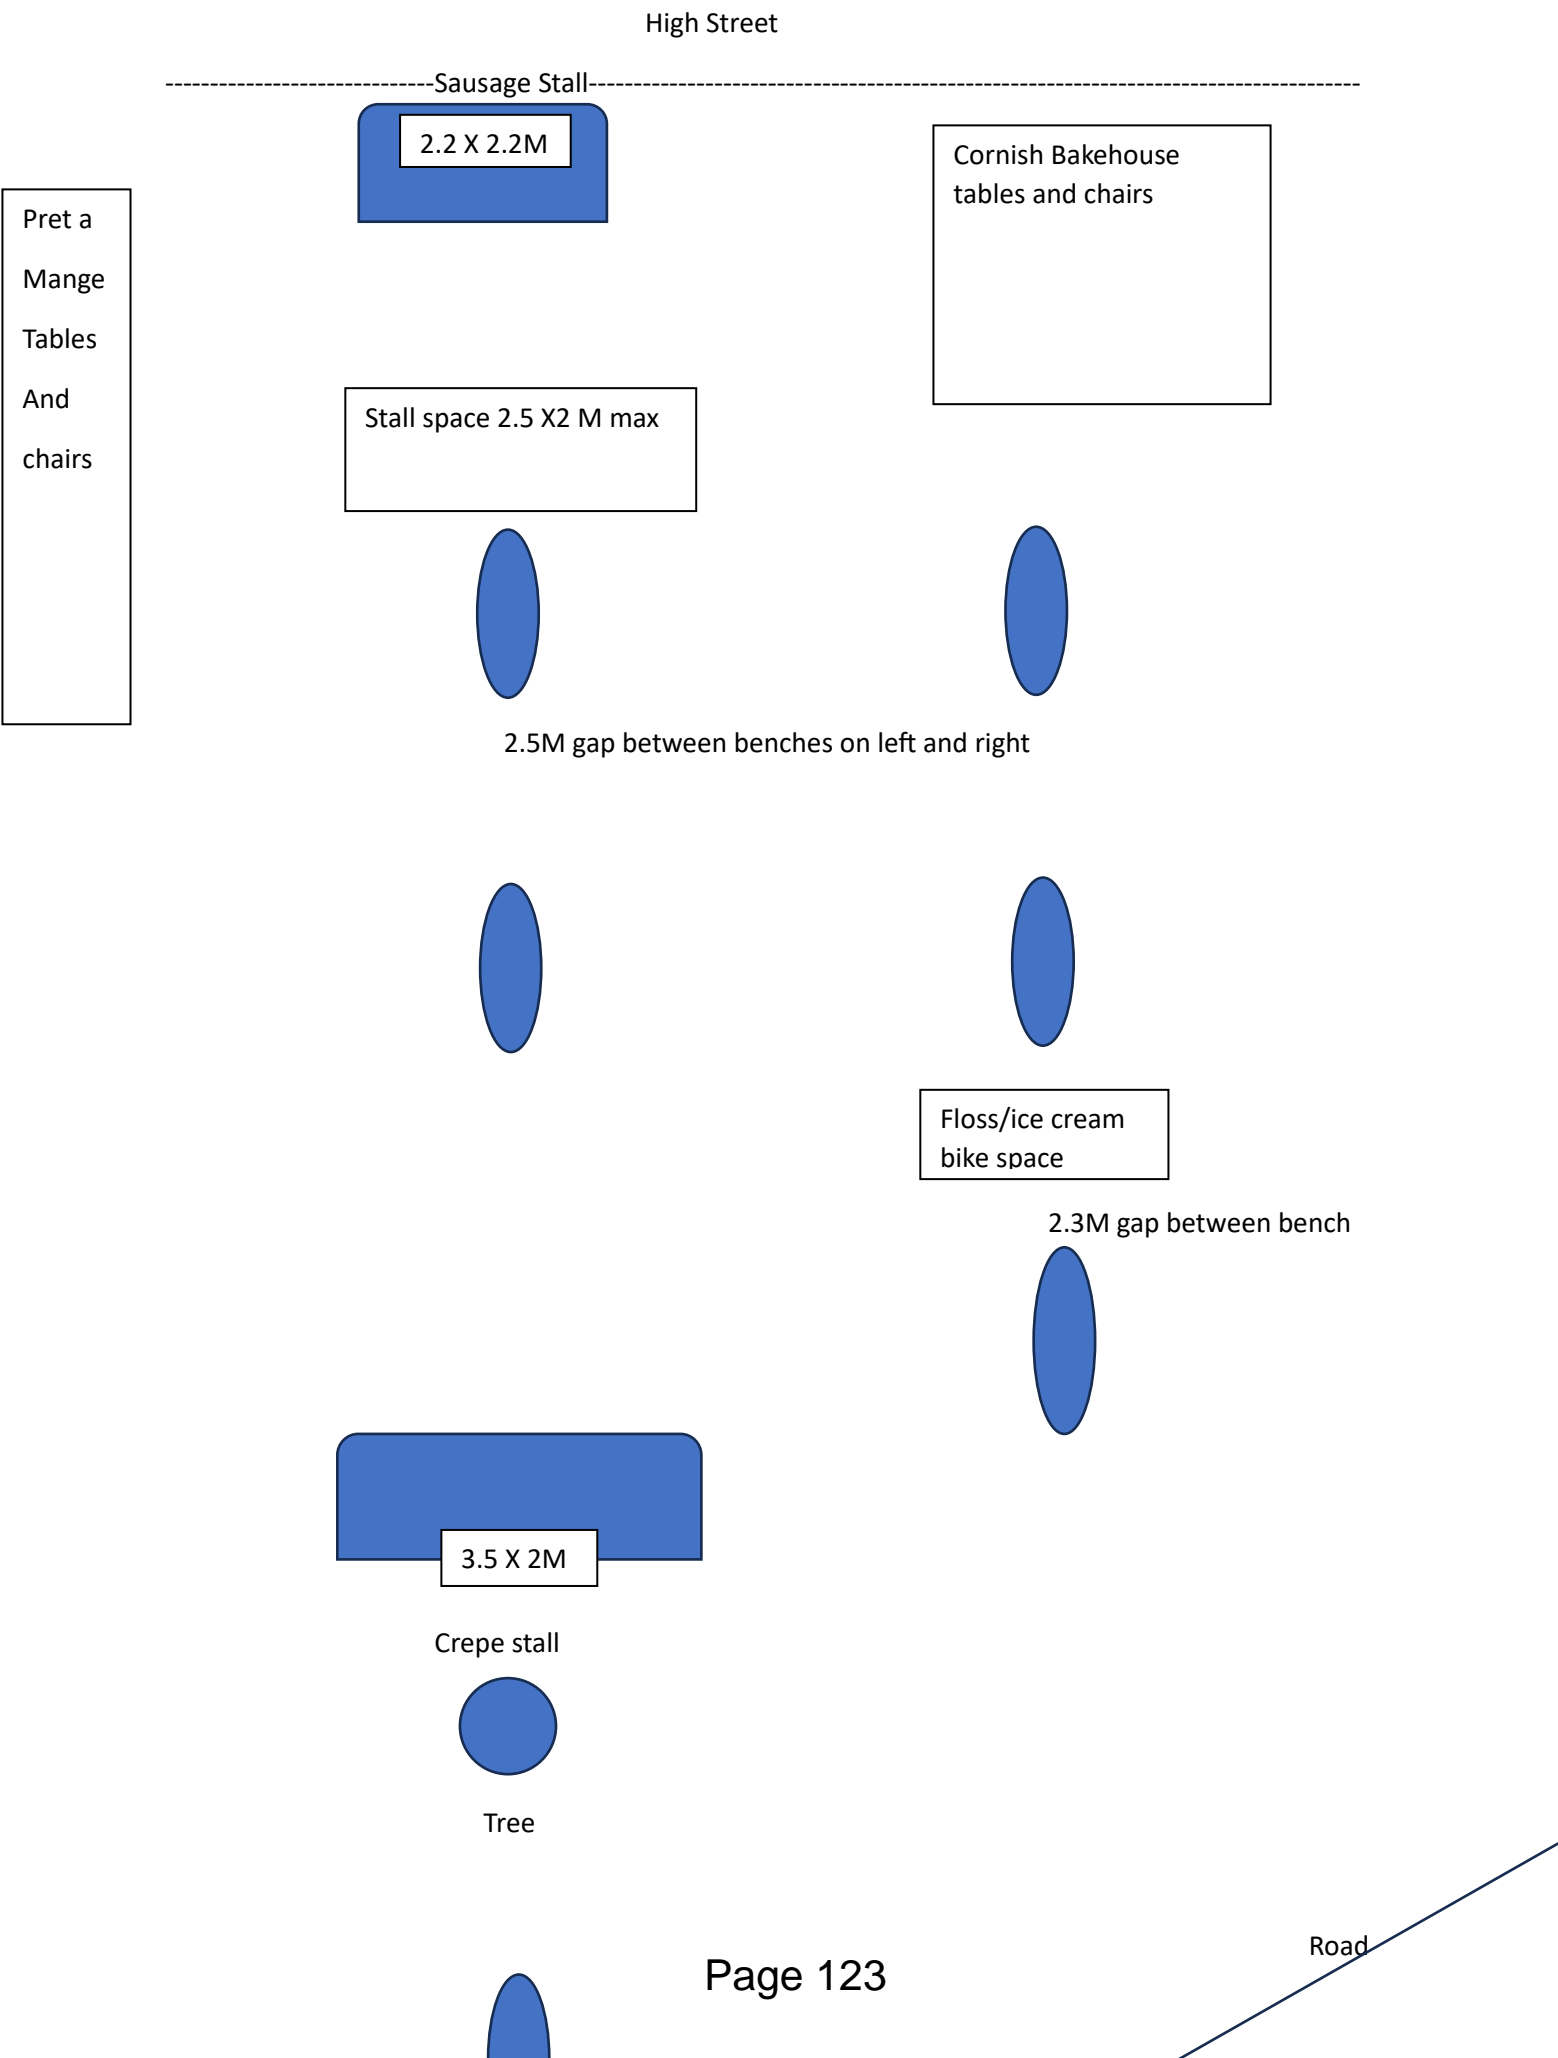 High Street
---------------------------Sausage Stall-----------------------------------------------------------------------------
2.2 X 2.2M
Cornish Bakehouse
tables and chairs
Pret a
Mange
Tables
And
chairs
Stall space 2.5 X2 M max
2.5M gap between benches on left and right
Floss/ice cream
bike space
2.3M gap between bench
3.5 X 2M
Crepe stall
Tree
Road
Page 123